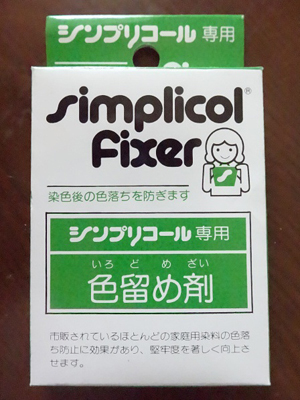 シンプリコール専用
simplicol®
Fixer
S
染色後の色落ちを防ぎます
シンプリコール専用
いろどめざい
色留め剤
市販されているほとんどの家庭用染料の色落
ち防止に効果があり、堅牢度を著しく向上さ
せます。